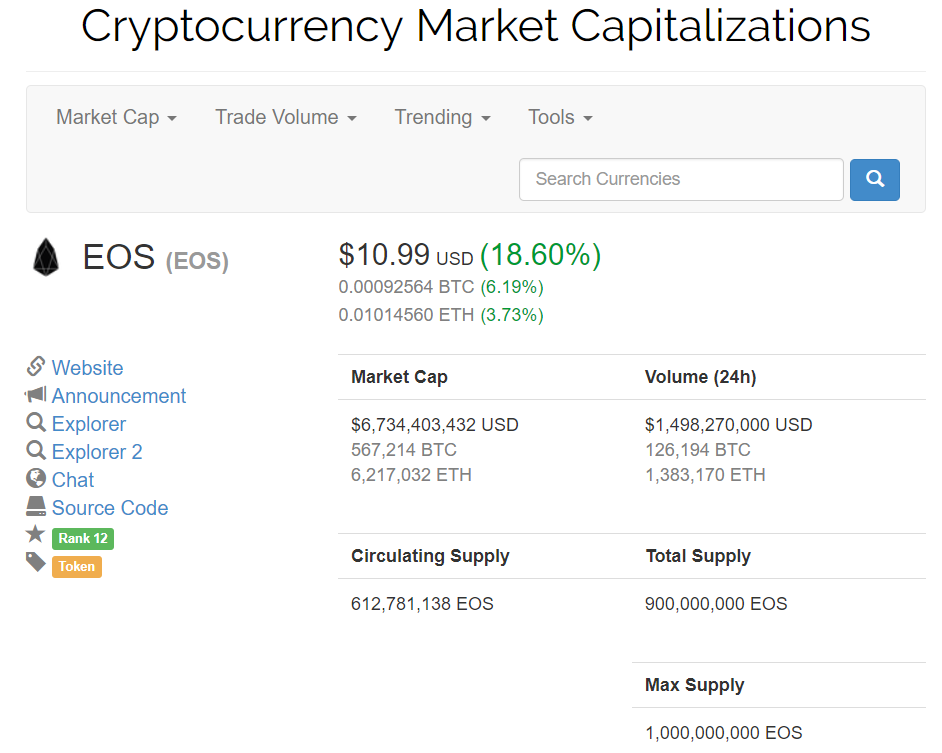 Cryptocurrency Market Capitalizations
Market Cap Trade Volume Trending Tools
Search Currencies
EOS (EOS)
$10.99 USD (18.60%)
0.00092564 BTC (6.19%)
0.01014560 ETH (3.73%)
Website
Announcement
Explorer
Explorer 2
Chat
Source Code
Rank 12
Token
Market Cap Volume (24h)
$6,734,403,432 USD $1,498,270,000 USD
567,214 BTC 126,194 BTC
6,217,032 ETH 1,383,170 ETH
Circulating Supply Total Supply
612,781,138 EOS 900,000,000 EOS
Max Supply
1,000,000,000 EOS